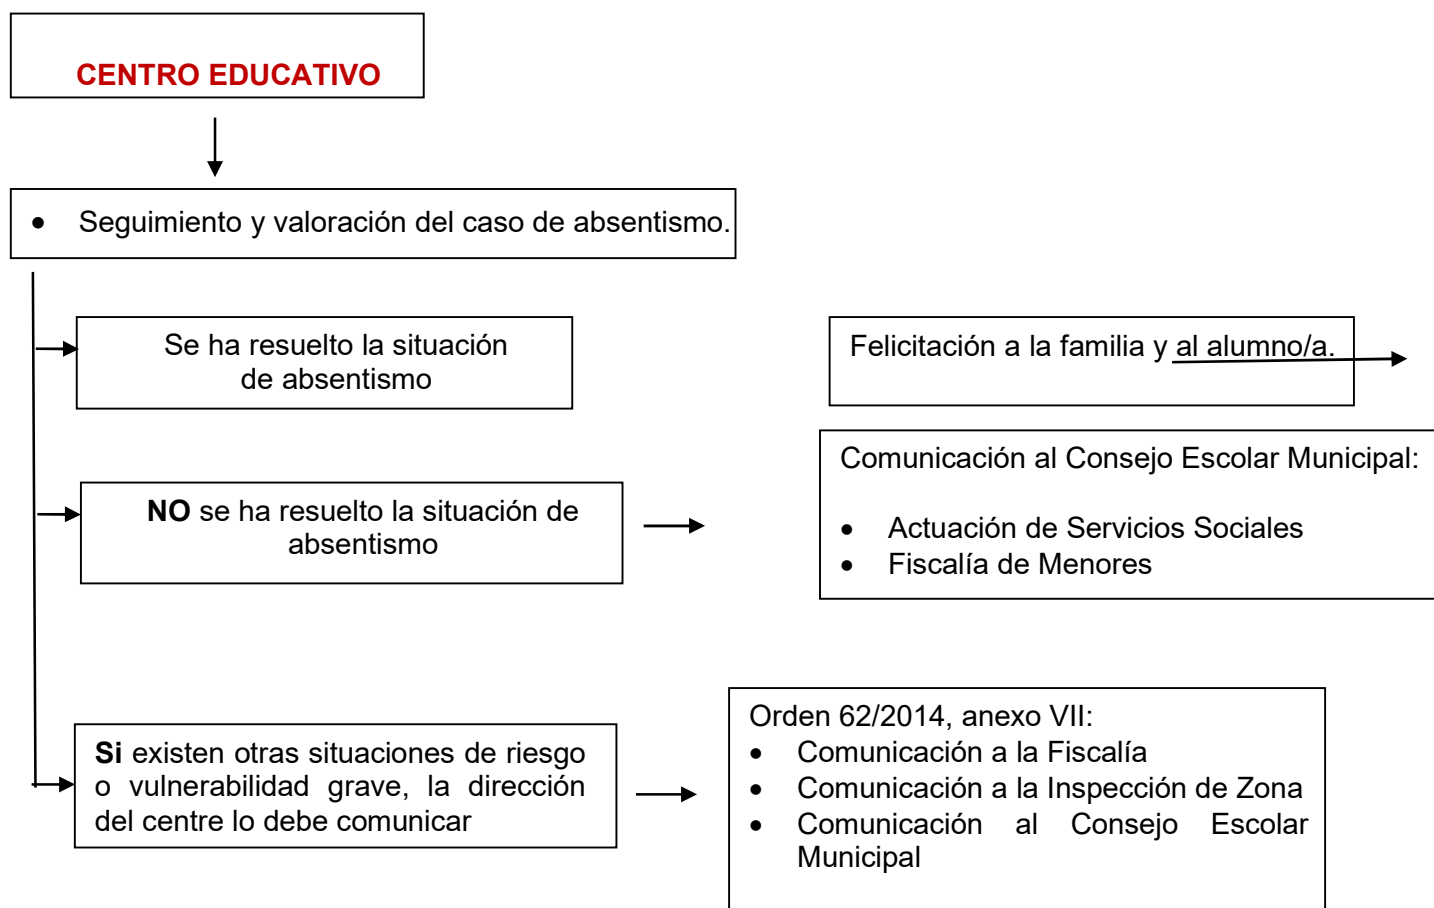 CENTRO EDUCATIVO
• Seguimiento y valoración del caso de absentismo.
Se ha resuelto la situación
de absentismo
Felicitación a la familia y al alumno/a.
NO se ha resuelto la situación de
absentismo
Comunicación al Consejo Escolar Municipal:
• Actuación de Servicios Sociales
• Fiscalía de Menores
Si existen otras situaciones de riesgo
o vulnerabilidad grave, la dirección
del centre lo debe comunicar
Orden 62/2014, anexo VII:
• Comunicación a la Fiscalía
• Comunicación a la Inspección de Zona
• Comunicación al Consejo Escolar
Municipal